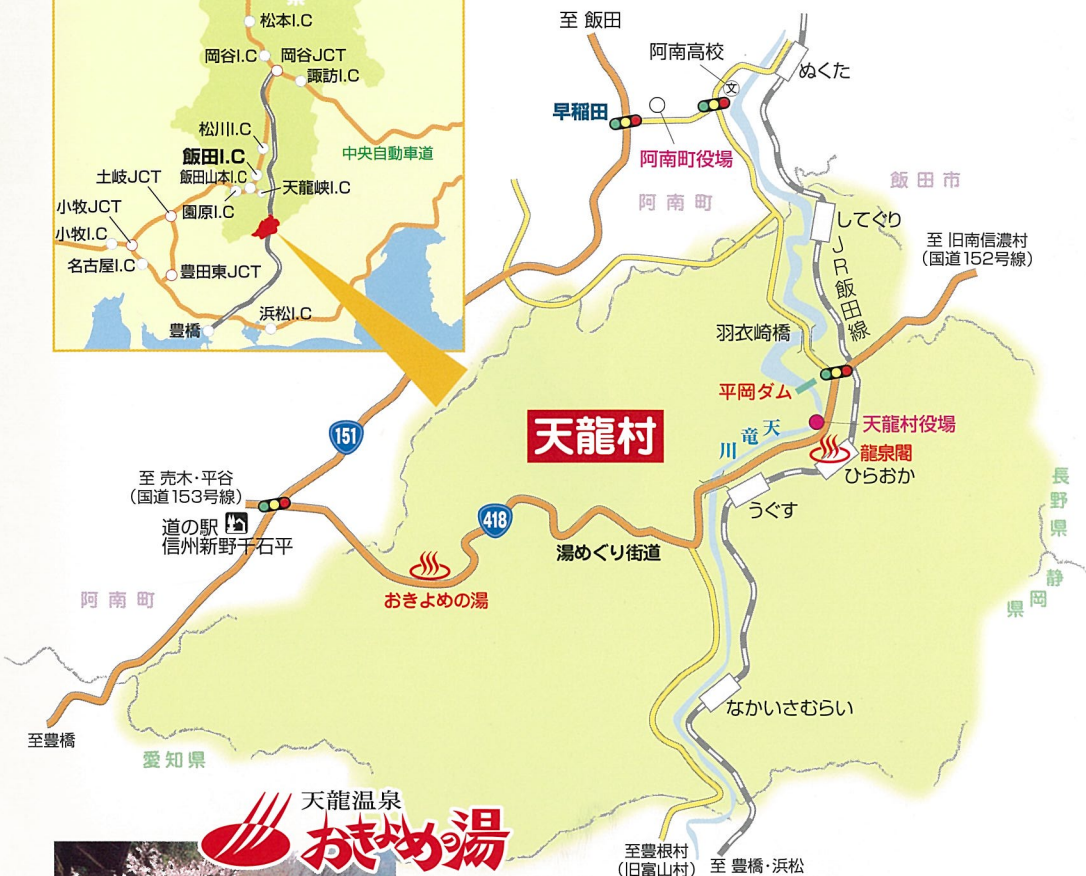 松本I.C
岡谷I.C
岡谷JCT
諏訪I.C
松川I.C
中央自動車道
飯田I.C
飯田山本I.C
土岐JCT
天龍峡I.C
園原I.C
小牧JCT
小牧I.C
名古屋I.C
豊田東JCT
浜松I.C
豊橋
至 飯田
阿南高校
文
ぬくた
早稲田
阿南町役場
阿南町
飯田市
してぐり
至 旧南信濃村
(国道152号線)
JR飯田線
羽衣崎橋
平岡ダム
天龍村
天竜川
天龍村役場
龍泉閣
ひらおか
151
至 売木・平谷
(国道153号線)
道の駅
信州新野千石平
418
うぐす
湯めぐり街道
おきよめの湯
長野県
静岡県
阿南町
なかいさむらい
至豊橋
愛知県
天龍温泉
おきよめの湯
至豊根村
(旧富山村)
至 豊橋・浜松